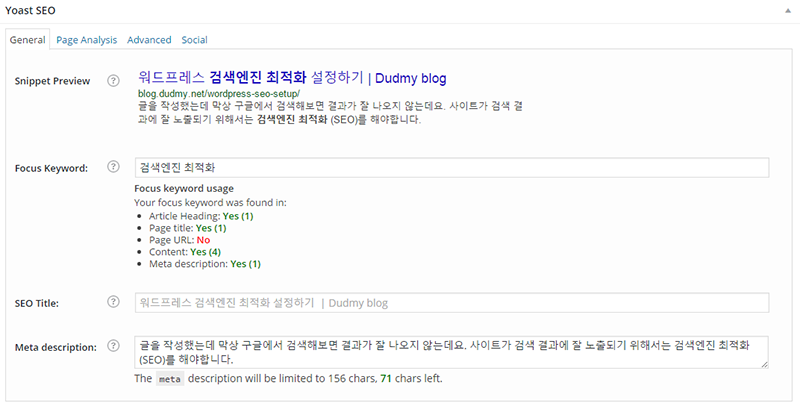 Yoast SEO
General Page Analysis Advanced Social
Snippet Preview ? 워드프레스 검색엔진 최적화 설정하기 | Dudmy blog
blog.dudmy.net/wordpress-seo-setup/
글을 작성했는데 막상 구글에서 검색해보면 결과가 잘 나오지 않는데요. 사이트가 검색 결
과에 잘 노출되기 위해서는 검색엔진 최적화 (SEO)를 해야합니다.
Focus Keyword: ? 검색엔진 최적화
Focus keyword usage
Your focus keyword was found in:
• Article Heading: Yes (1)
• Page title: Yes (1)
• Page URL: No
• Content: Yes (4)
• Meta description: Yes (1)
SEO Title: ? 워드프레스 검색엔진 최적화 설정하기 | Dudmy blog
Meta description: ? 글을 작성했는데 막상 구글에서 검색해보면 결과가 잘 나오지 않는데요. 사이트가 검색 결과에 잘 노출되기 위해서는 검색엔진 최적화
(SEO)를 해야합니다.
The meta description will be limited to 156 chars, 71 chars left.